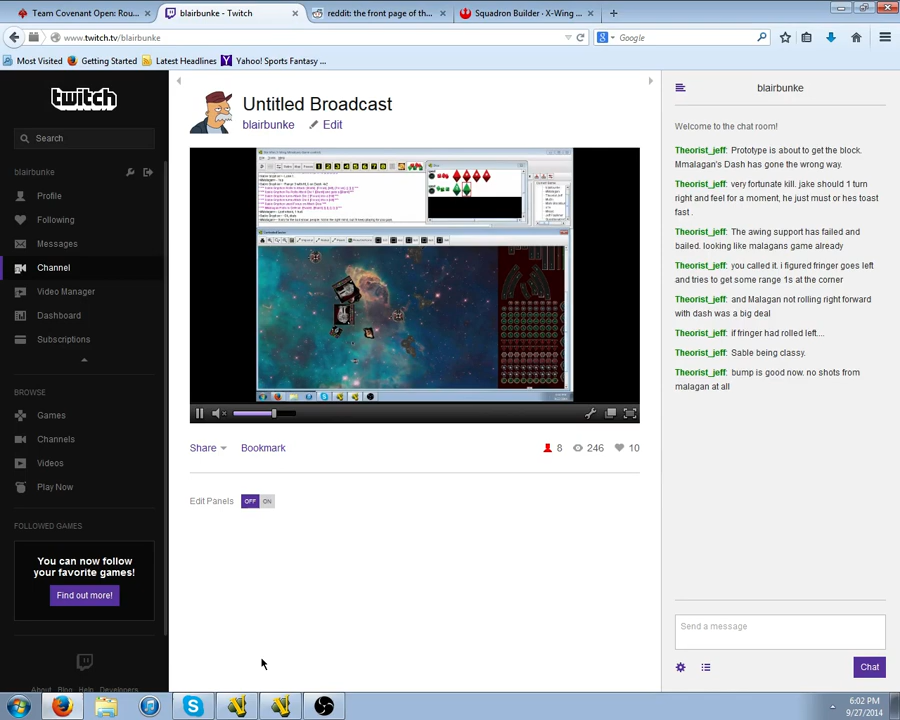 Team Covenant Open: Rou...
blairbunke - Twitch
reddit: the front page of th...
Squadron Builder · X-Wing ...
www.twitch.tv/blairbunke
Google
Most Visited
Getting Started
Latest Headlines
Yahoo! Sports Fantasy ...
twitch
Search
blairbunke
Profile
Following
Messages
Channel
Video Manager
Dashboard
Subscriptions
BROWSE
Games
Channels
Videos
Play Now
FOLLOWED GAMES
You can now follow
your favorite games!
Find out more!
About Blog Help Developers
Untitled Broadcast
blairbunke Edit
Share Bookmark
8 246 10
Edit Panels OFF ON
blairbunke
Welcome to the chat room!
Theorist_jeff: Prototype is about to get the block.
Mmalagan's Dash has gone the wrong way.
Theorist_jeff: very fortunate kill. jake should 1 turn
right and feel for a moment, he just must or hes toast
fast .
Theorist_jeff: The awing support has failed and
bailed. looking like malagans game already
Theorist_jeff: you called it. i figured fringer goes left
and tries to get some range 1s at the corner
Theorist_jeff: and Malagan not rolling right forward
with dash was a big deal
Theorist_jeff: if fringer had rolled left...
Theorist_jeff: Sable being classy.
Theorist_jeff: bump is good now. no shots from
malagan at all
Send a message
Chat
6:02 PM
9/27/2014